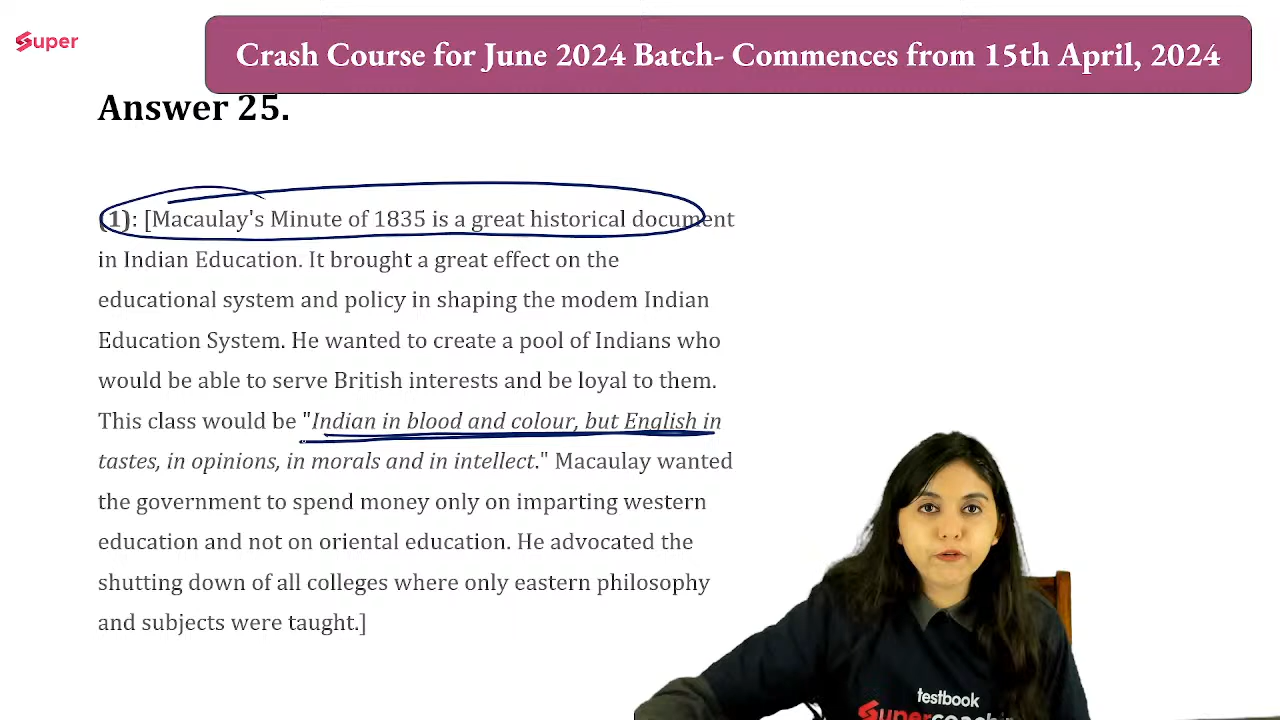 Super
Crash Course for June 2024 Batch- Commences from 15th April, 2024
Answer 25.
(1): [Macaulay's Minute of 1835 is a great historical document
in Indian Education. It brought a great effect on the
educational system and policy in shaping the modem Indian
Education System. He wanted to create a pool of Indians who
would be able to serve British interests and be loyal to them.
This class would be "Indian in blood and colour, but English in
tastes, in opinions, in morals and in intellect." Macaulay wanted
the government to spend money only on imparting western
education and not on oriental education. He advocated the
shutting down of all colleges where only eastern philosophy
and subjects were taught.]
testbook